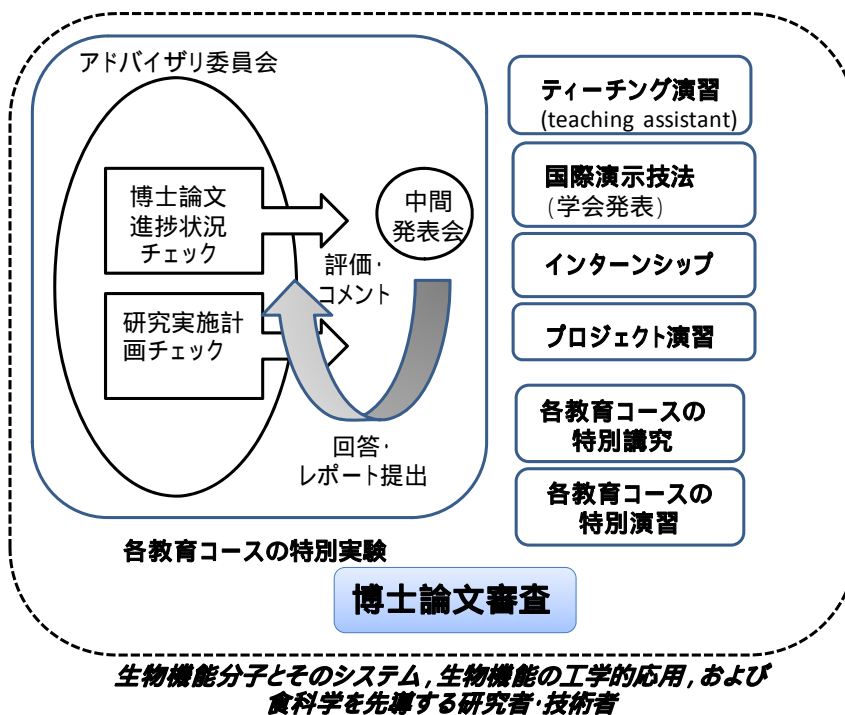 アドバイザリ委員会
博士論文
進捗状況
チェック
中間
発表会
評価・
コメント
研究実施計
画チェック
回答・
レポート提出
各教育コースの特別実験
ティーチング演習
(teaching assistant)
国際演示技法
(学会発表)
インターンシップ
プロジェクト演習
各教育コースの
特別講究
各教育コースの
特別演習
博士論文審査
生物機能分子とそのシステム,生物機能の工学的応用,および
食科学を先導する研究者・技術者